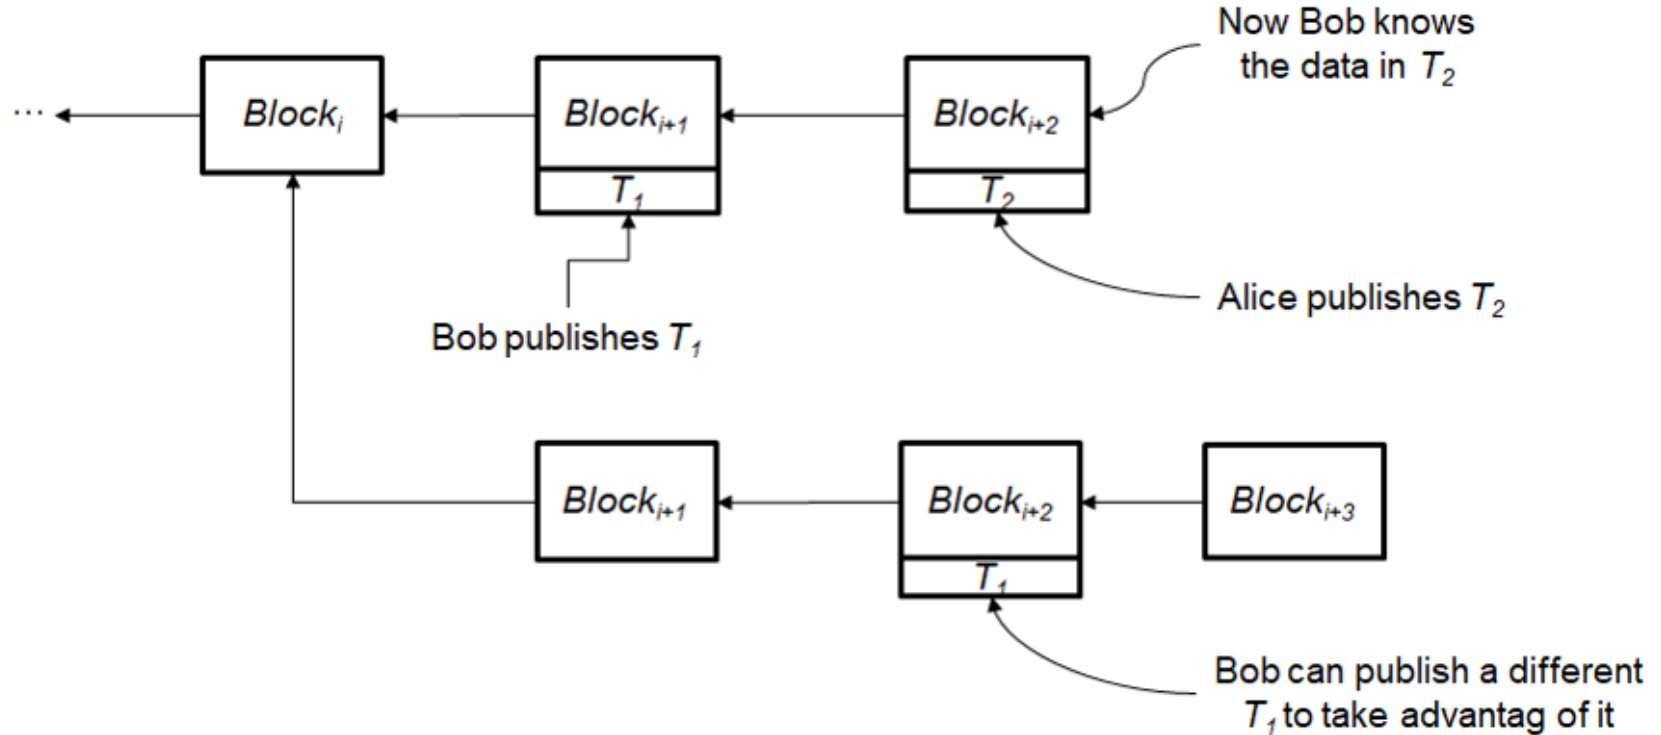 Now Bob knows
the data in T2
... Blocki Blocki+1 Blocki+2
T1 T2
Alice publishes T2
Bob publishes T1
Blocki+1 Blocki+2 Blocki+3
T1
Bob can publish a different
T1 to take advantag of it